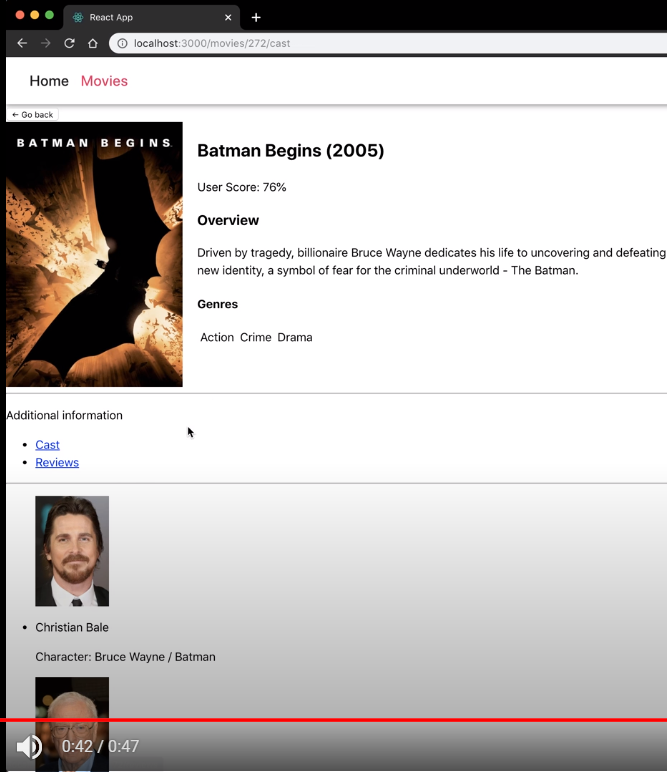 React App
localhost:3000/movies/272/cast
Home Movies
← Go back
BATMAN BEGINS
Batman Begins (2005)
User Score: 76%
Overview
Driven by tragedy, billionaire Bruce Wayne dedicates his life to uncovering and defeating
new identity, a symbol of fear for the criminal underworld - The Batman.
Genres
Action Crime Drama
Additional information
• Cast
• Reviews
• Christian Bale
Character: Bruce Wayne / Batman
0:42 / 0:47